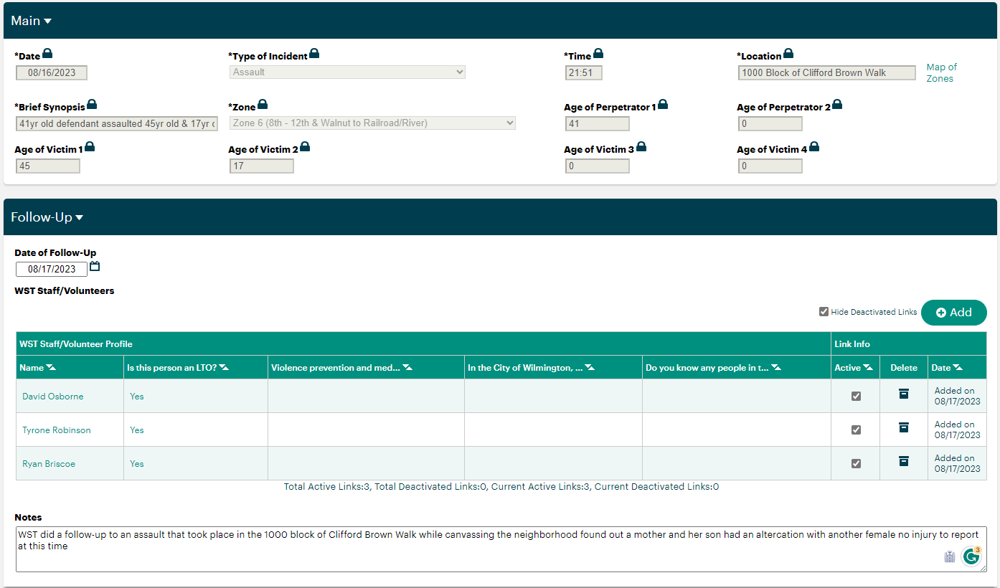 Main
*Date
*Type of Incident
*Time
*Location
08/16/2023
Assault
21:51
1000 Block of Clifford Brown Walk
Map of
Zones
*Brief Synopsis
*Zone
Age of Perpetrator 1
Age of Perpetrator 2
41yr old defendant assaulted 45yr old & 17yr
Zone 6 (8th - 12th & Walnut to Railroad/River)
41
0
Age of Victim 1
Age of Victim 2
Age of Victim 3
Age of Victim 4
45
17
0
0
Follow-Up
Date of Follow-Up
08/17/2023
WST Staff/Volunteers
Hide Deactivated Links
Add
WST Staff/Volunteer Profile
Link Info
Name
Is this person an LTO?
Violence prevention and med...
In the City of Wilmington, ...
Do you know any people in t...
Active
Delete
Date
David Osborne
Yes
Added on
08/17/2023
Tyrone Robinson
Yes
Added on
08/17/2023
Ryan Briscoe
Yes
Added on
08/17/2023
Total Active Links:3, Total Deactivated Links:0, Current Active Links:3, Current Deactivated Links:0
Notes
WST did a follow-up to an assault that took place in the 1000 block of Clifford Brown Walk while canvassing the neighborhood found out a mother and her son had an altercation with another female no injury to report
at this time
3